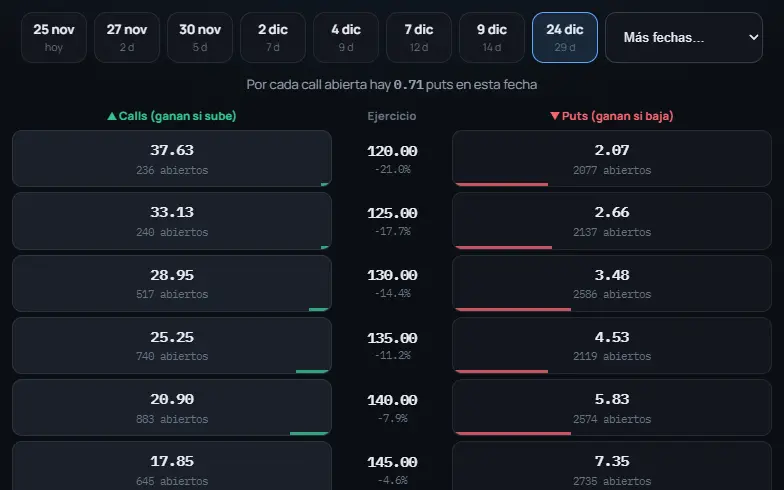 25 nov 27 nov 30 nov 2 dic 4 dic 7 dic 9 dic 24 dic Más fechas...
hoy 2 d 5 d 7 d 9 d 12 d 14 d 29 d
Por cada call abierta hay 0.71 puts en esta fecha
▲Calls (ganan si sube) Ejercicio ▼Puts (ganan si baja)
37.63 120.00 2.07
236 abiertos -21.0% 2077 abiertos
33.13 125.00 2.66
240 abiertos -17.7% 2137 abiertos
28.95 130.00 3.48
517 abiertos -14.4% 2586 abiertos
25.25 135.00 4.53
740 abiertos -11.2% 2119 abiertos
20.90 140.00 5.83
883 abiertos -7.9% 2574 abiertos
17.85 145.00 7.35
645 abiertos -4.6% 2735 abiertos